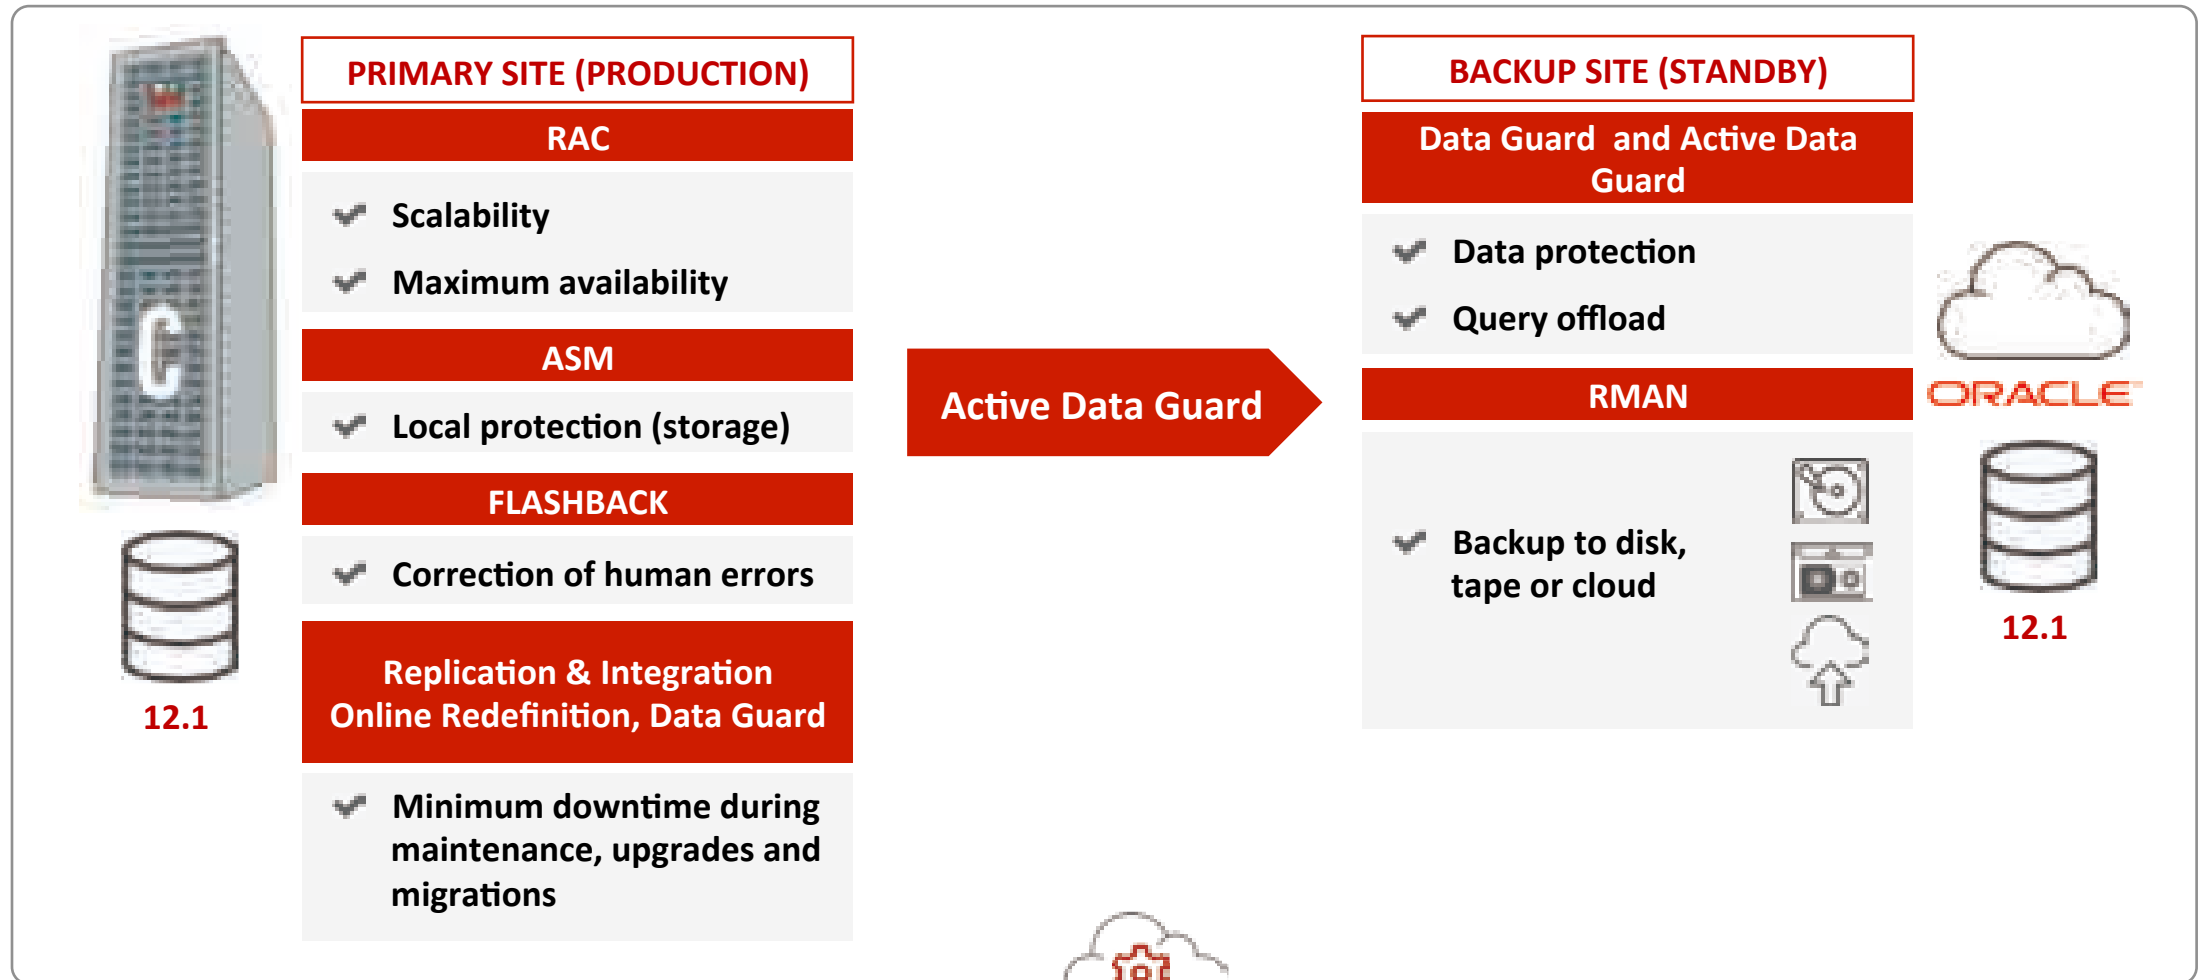 PRIMARY SITE (PRODUCTION)
RAC
Scalability
Maximum availability
ASM
Local protection (storage)
FLASHBACK
Correction of human errors
Replication & Integration
Online Redefinition, Data Guard
Minimum downtime during
maintenance, upgrades and
migrations
C
12.1
Active Data Guard
BACKUP SITE (STANDBY)
Data Guard and Active Data
Guard
Data protection
Query offload
RMAN
Backup to disk,
tape or cloud
ORACLE
12.1